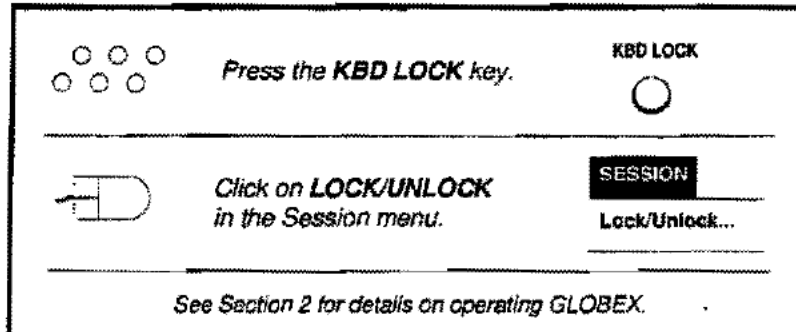 Press the KBD LOCK key.
KBD LOCK
Click on LOCK/UNLOCK
in the Session menu.
SESSION
Lock/Unlock...
See Section 2 for details on operating GLOBEX.